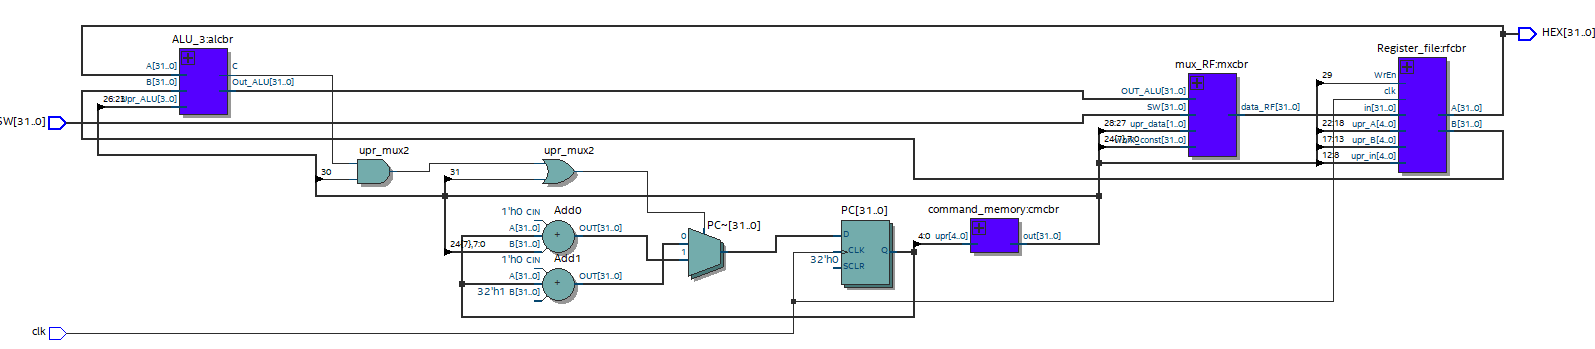 HEX[31..0]
ALU_3:alcbr
Register_file:rfcbr
A[31..0]
C
B[31..0]
Out_ALU[31..0]
26:23
upr_ALU[3..0]
SW[31..0]
mux_RF:mxcbr
OUT_ALU[31..0]
SW[31..0]
data_RF[31..0]
28:27
upr_data[1..0]
24{7},7:0
29
WrEn
clk
in[31..0]
A[31..0]
22:18
upr_A[4..0]
B[31..0]
17:13
upr_B[4..0]
12:8
upr_in[4..0]
upr_mux2
30
upr_mux2
31
1'h0 CIN
Add0
A[31..0]
OUT[31..0]
24{7},7:0
B[31..0]
1'h0 CIN
Add1
A[31..0]
OUT[31..0]
32'h1
B[31..0]
PC~[31..0]
0
1
PC[31..0]
D
CLK
Q
32'h0
SCLR
command_memory:cmcbr
4:0
upr[4..0]
out[31..0]
clk